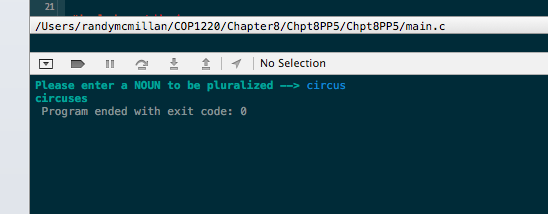 21
/Users/randymcmillan/COP1220/Chapter8/Chpt8PP5/Chpt8PP5/main.c
No Selection
Please enter a NOUN to be pluralized --> circus
circuses
Program ended with exit code: 0